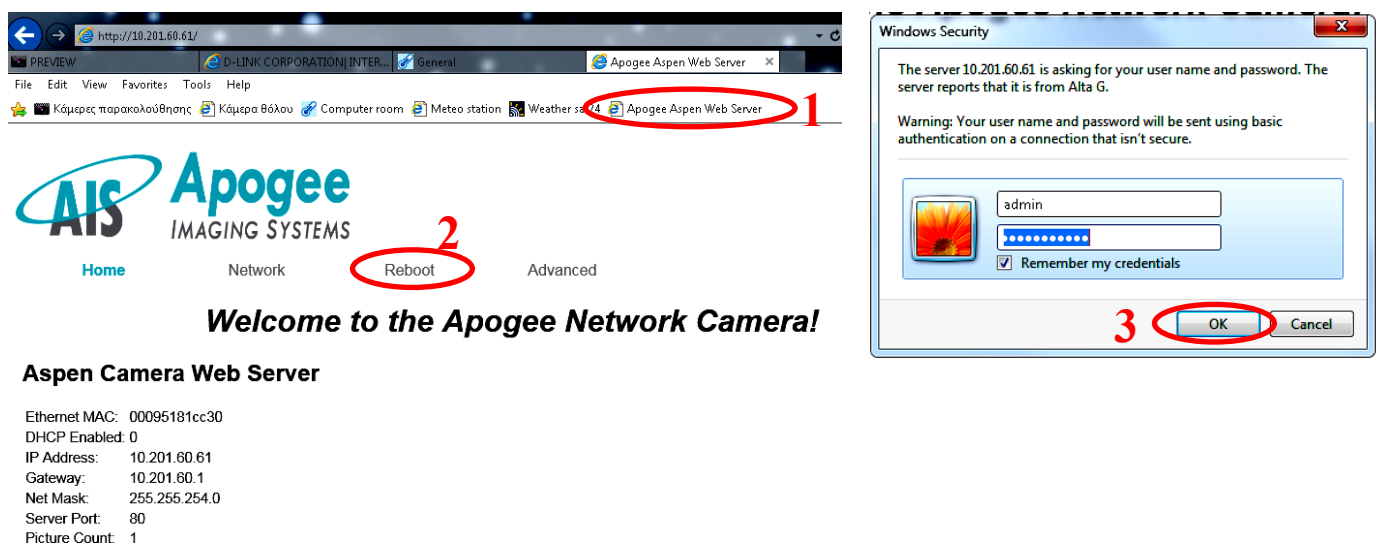 http://10.201.60.61/
PREVIEW D-LINK CORPORATION| INTER... General Apogee Aspen Web Server
File Edit View Favorites Tools Help
Κάμερες παρακολούθησης Κάμερα θόλου Computer room Meteo station Weather sa 24 Apogee Aspen Web Server
1
AIS Apogee
IMAGING SYSTEMS
2
Home Network Reboot Advanced
Welcome to the Apogee Network Camera!
Aspen Camera Web Server
Ethernet MAC: 00095181cc30
DHCP Enabled: 0
IP Address: 10.201.60.61
Gateway: 10.201.60.1
Net Mask: 255.255.254.0
Server Port: 80
Picture Count: 1
Windows Security
The server 10.201.60.61 is asking for your user name and password. The
server reports that it is from Alta G.
Warning: Your user name and password will be sent using basic
authentication on a connection that isn't secure.
admin
Remember my credentials
3
OK Cancel